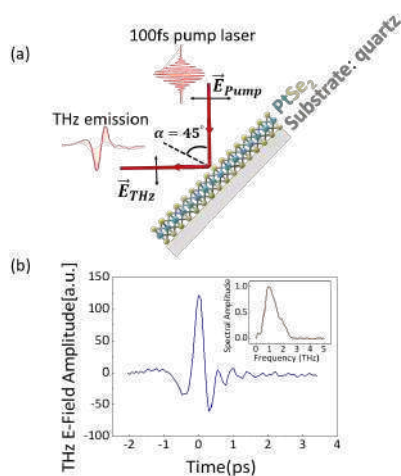 100fs pump laser
(a)
E_Pump
PtSe2
Substrate: quartz
THz emission
α = 45°
E_THz
(b)
THz E-Field Amplitude[a.u.]
150
100
50
0
-50
-100
-2 -1 0 1 2 3 4
Time(ps)
Spectral Amplitude
1.0
0.5
0.0
0 1 2 3 4 5
Frequency (THz)